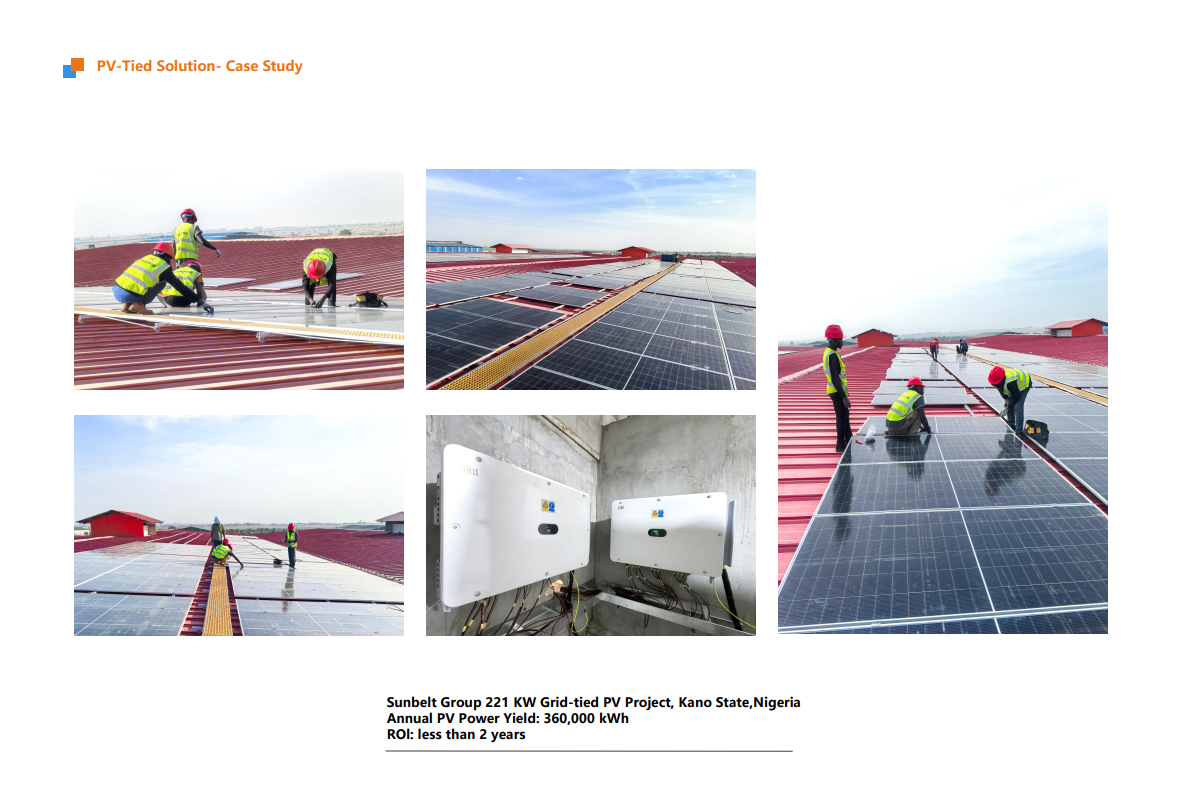 PV-Tied Solution- Case Study
Sunbelt Group 221 KW Grid-tied PV Project, Kano State,Nigeria
Annual PV Power Yield: 360,000 kWh
ROl: less than 2 years